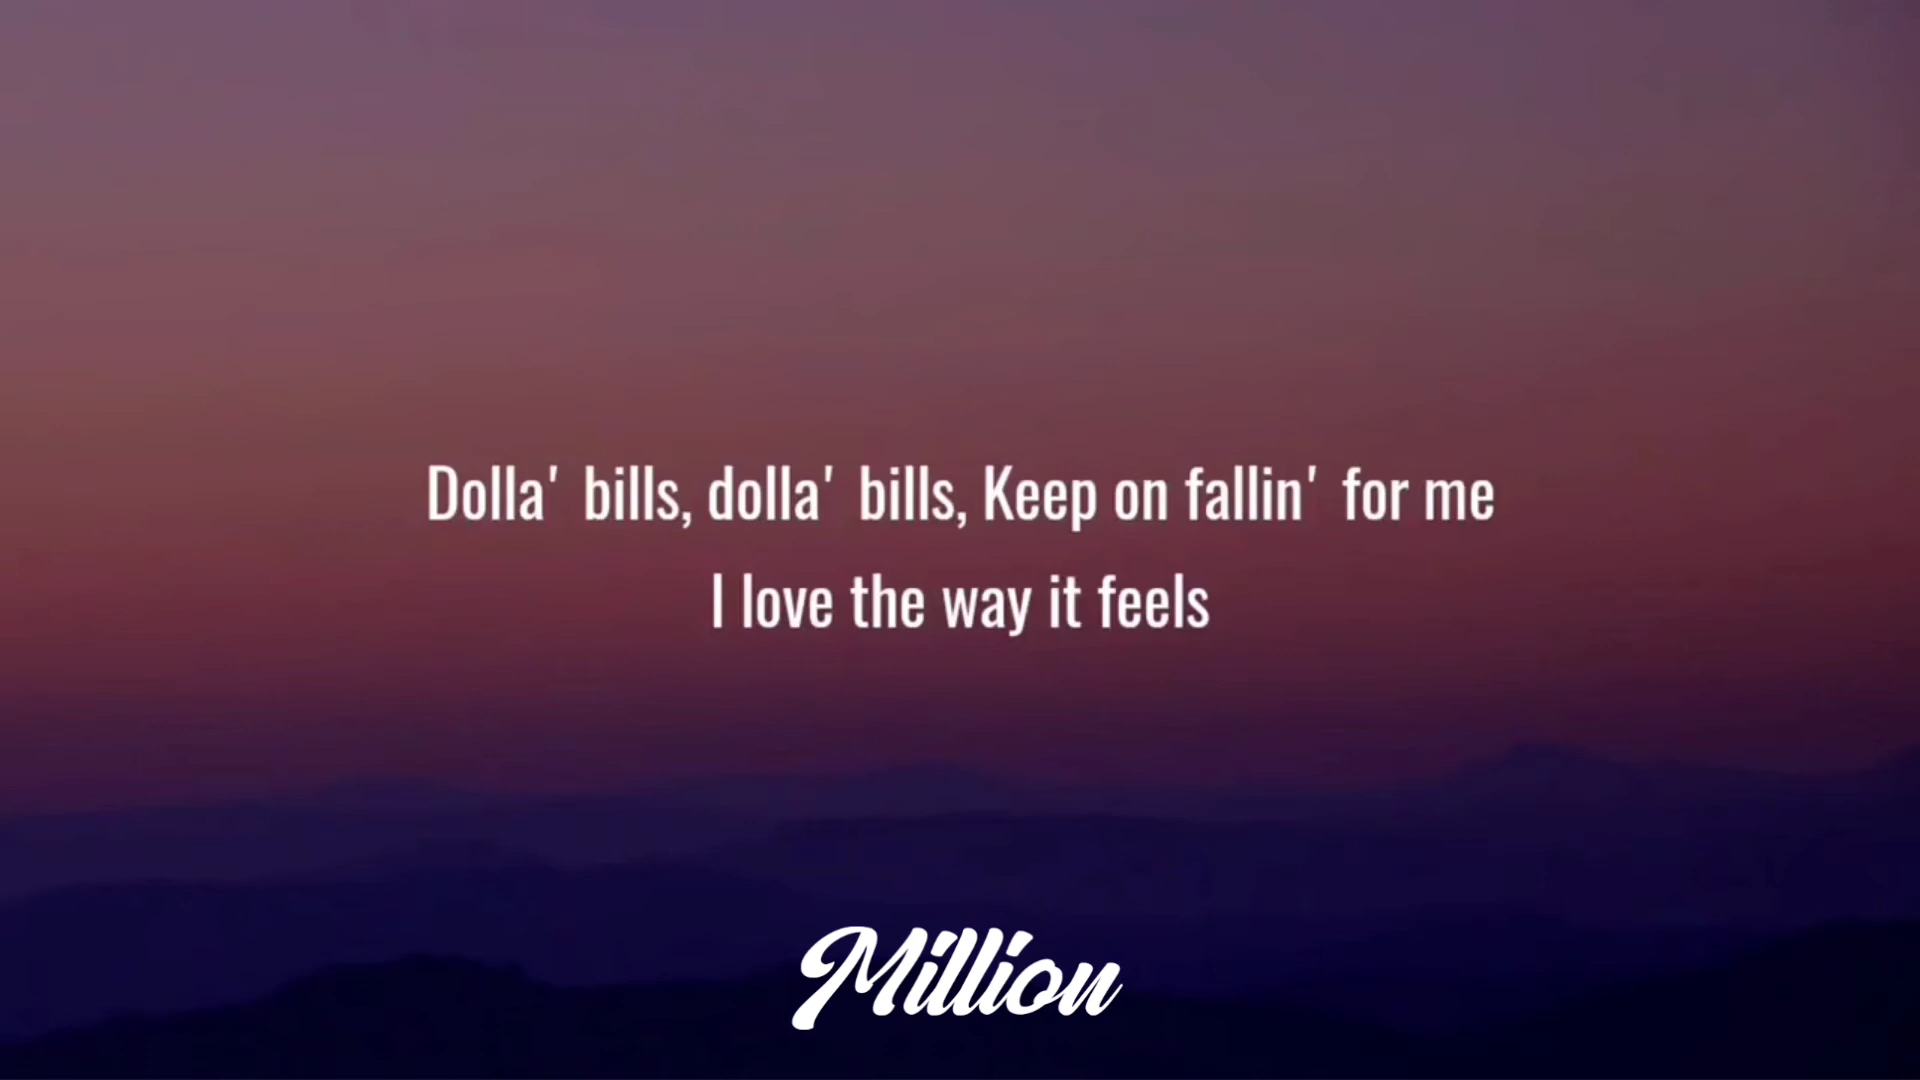 Dolla' bills, dolla' bills, Keep on fallin' for me
I love the way it feels
Million